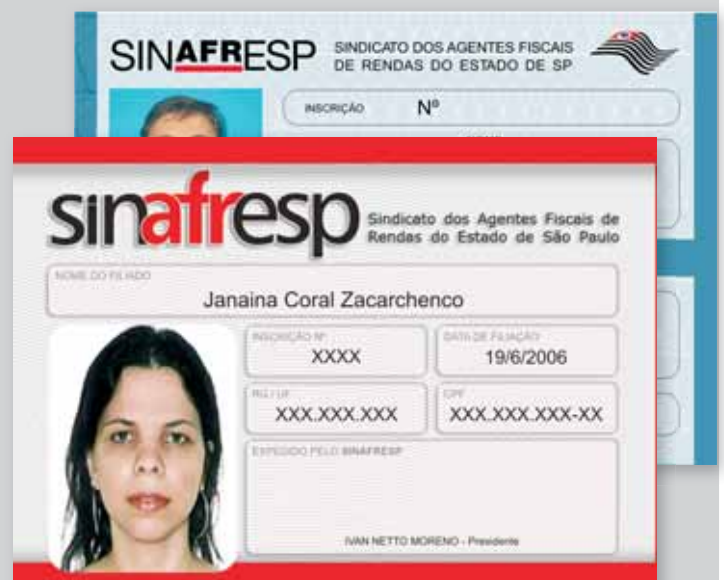 SINAFRESP
SINDICATO DOS AGENTES FISCAIS
DE RENDAS DO ESTADO DE SP
INSCRIÇÃO Nº
sinafresp
Sindicato dos Agentes Fiscais de
Rendas do Estado de São Paulo
NOME DO FILIADO
Janaina Coral Zacarchenco
INSCRIÇÃO Nº
XXXX
DATA DE FILIAÇÃO
19/6/2006
RG / UF
XXX.XXX.XXX
CPF
XXX.XXX.XXX-XX
EXPEDIDO PELO SINAFRESP
IVAN NETTO MORENO - Presidente